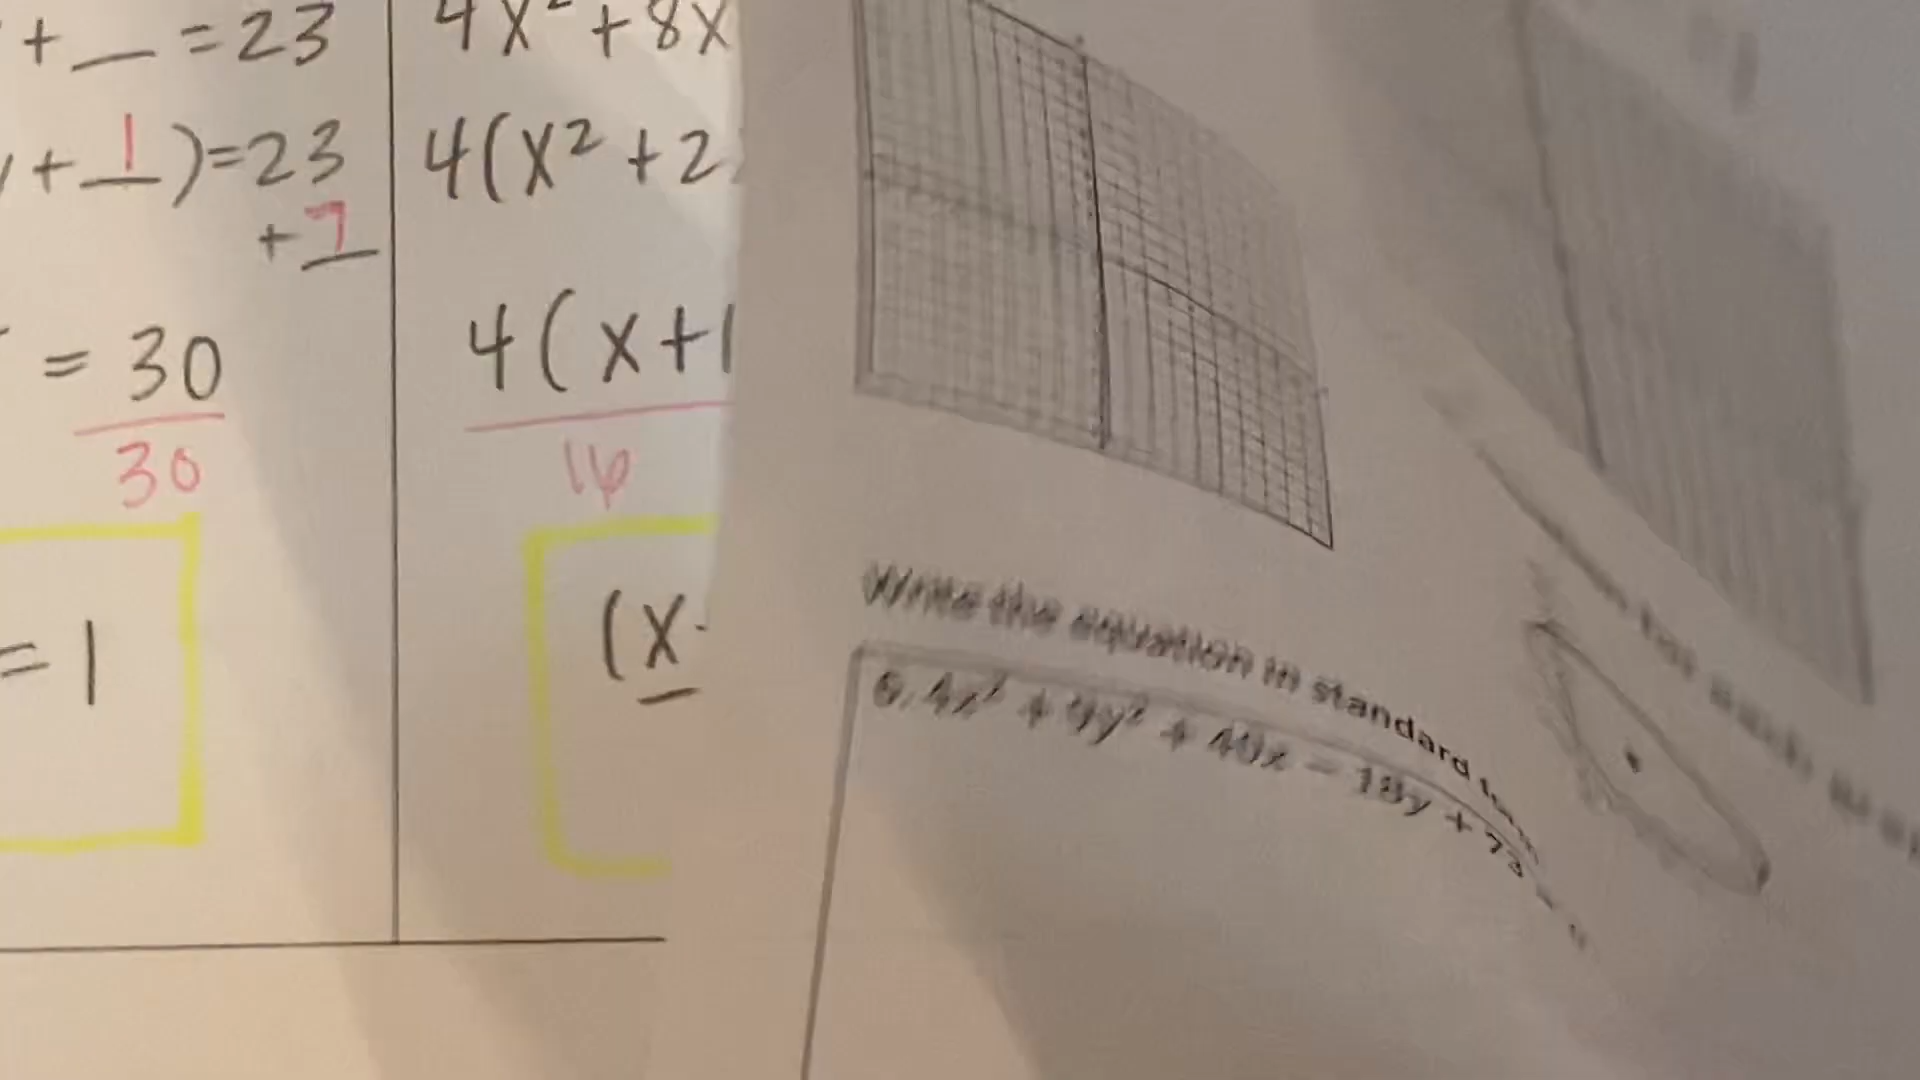 + __ = 23
+ 1 ) = 23
+ 7
= 30
30
= 1
4x² + 8x
4(x² + 2
4(x+1
16
(x
Write the equation in standard
4x² + 9y² + 40x − 18y + 73